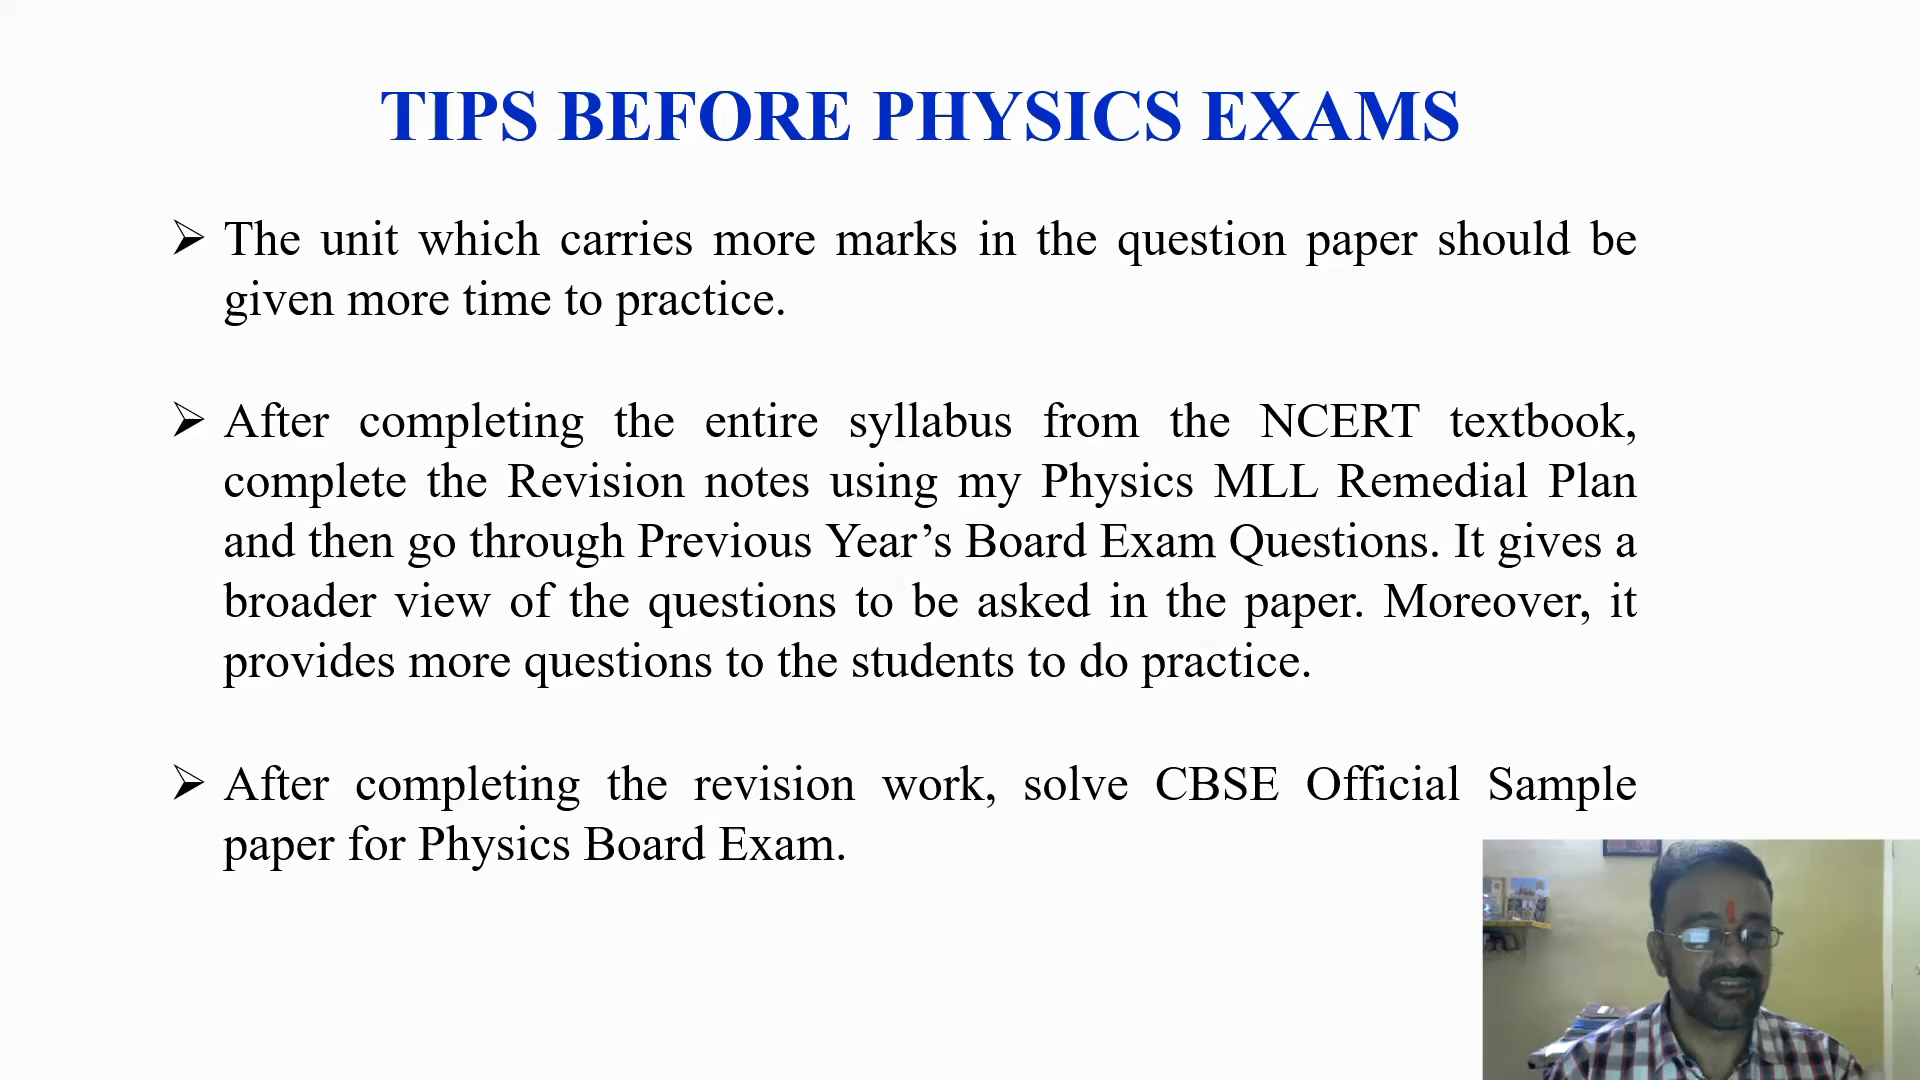 TIPS BEFORE PHYSICS EXAMS
➢ The unit which carries more marks in the question paper should be
given more time to practice.
➢ After completing the entire syllabus from the NCERT textbook,
complete the Revision notes using my Physics MLL Remedial Plan
and then go through Previous Year’s Board Exam Questions. It gives a
broader view of the questions to be asked in the paper. Moreover, it
provides more questions to the students to do practice.
➢ After completing the revision work, solve CBSE Official Sample
paper for Physics Board Exam.